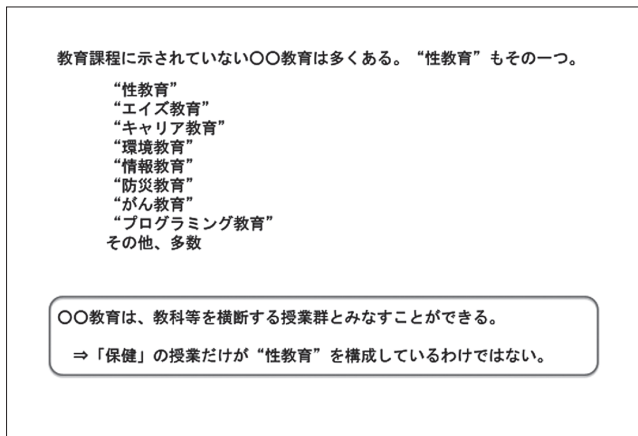 教育課程に示されていない〇〇教育は多くある。“性教育”もその一つ。
“性教育”
“エイズ教育”
“キャリア教育”
“環境教育”
“情報教育”
“防災教育”
“がん教育”
“プログラミング教育”
その他、多数
〇〇教育は、教科等を横断する授業群とみなすことができる。
⇒「保健」の授業だけが“性教育”を構成しているわけではない。